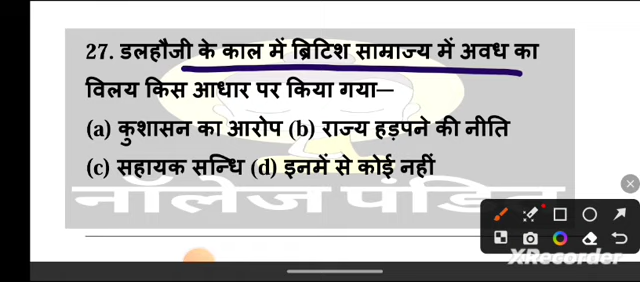 27. डलहौजी के काल में ब्रिटिश साम्राज्य में अवध का
विलय किस आधार पर किया गया—
(a) कुशासन का आरोप (b) राज्य हड़पने की नीति
(c) सहायक सन्धि (d) इनमें से कोई नहीं
नॉलेज पंडित
XRecorder